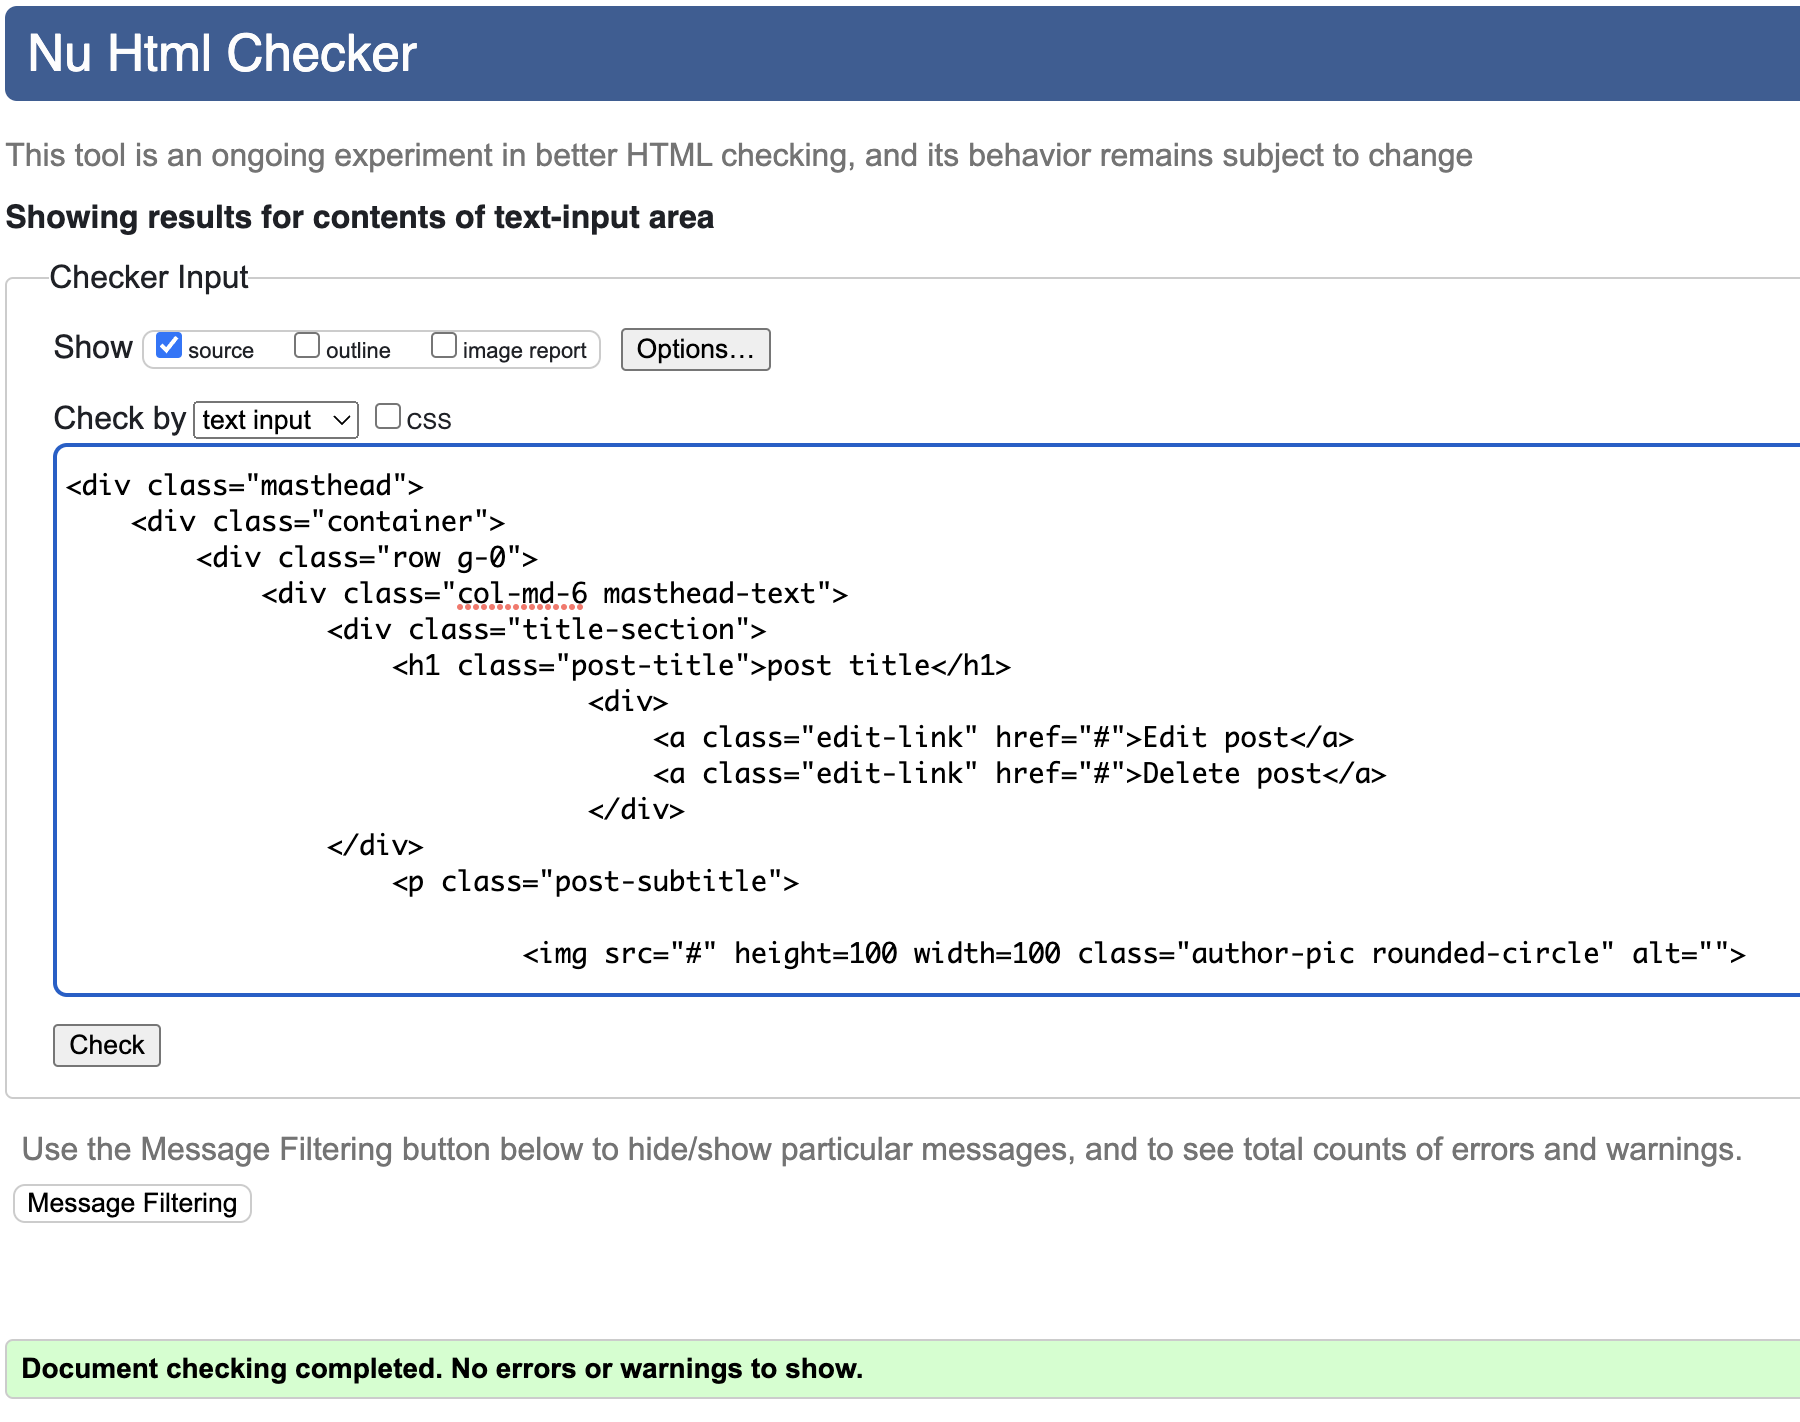 Nu Html Checker
This tool is an ongoing experiment in better HTML checking, and its behavior remains subject to change
Showing results for contents of text-input area
Checker Input
Show source outline image report Options…
Check by text input CSS
<div class="masthead">
    <div class="container">
        <div class="row g-0">
            <div class="col-md-6 masthead-text">
                <div class="title-section">
                    <h1 class="post-title">post title</h1>
                                <div>
                                    <a class="edit-link" href="#">Edit post</a>
                                    <a class="edit-link" href="#">Delete post</a>
                                </div>
                </div>
                    <p class="post-subtitle">
                            <img src="#" height=100 width=100 class="author-pic rounded-circle" alt="">
Check
Use the Message Filtering button below to hide/show particular messages, and to see total counts of errors and warnings.
Message Filtering
Document checking completed. No errors or warnings to show.